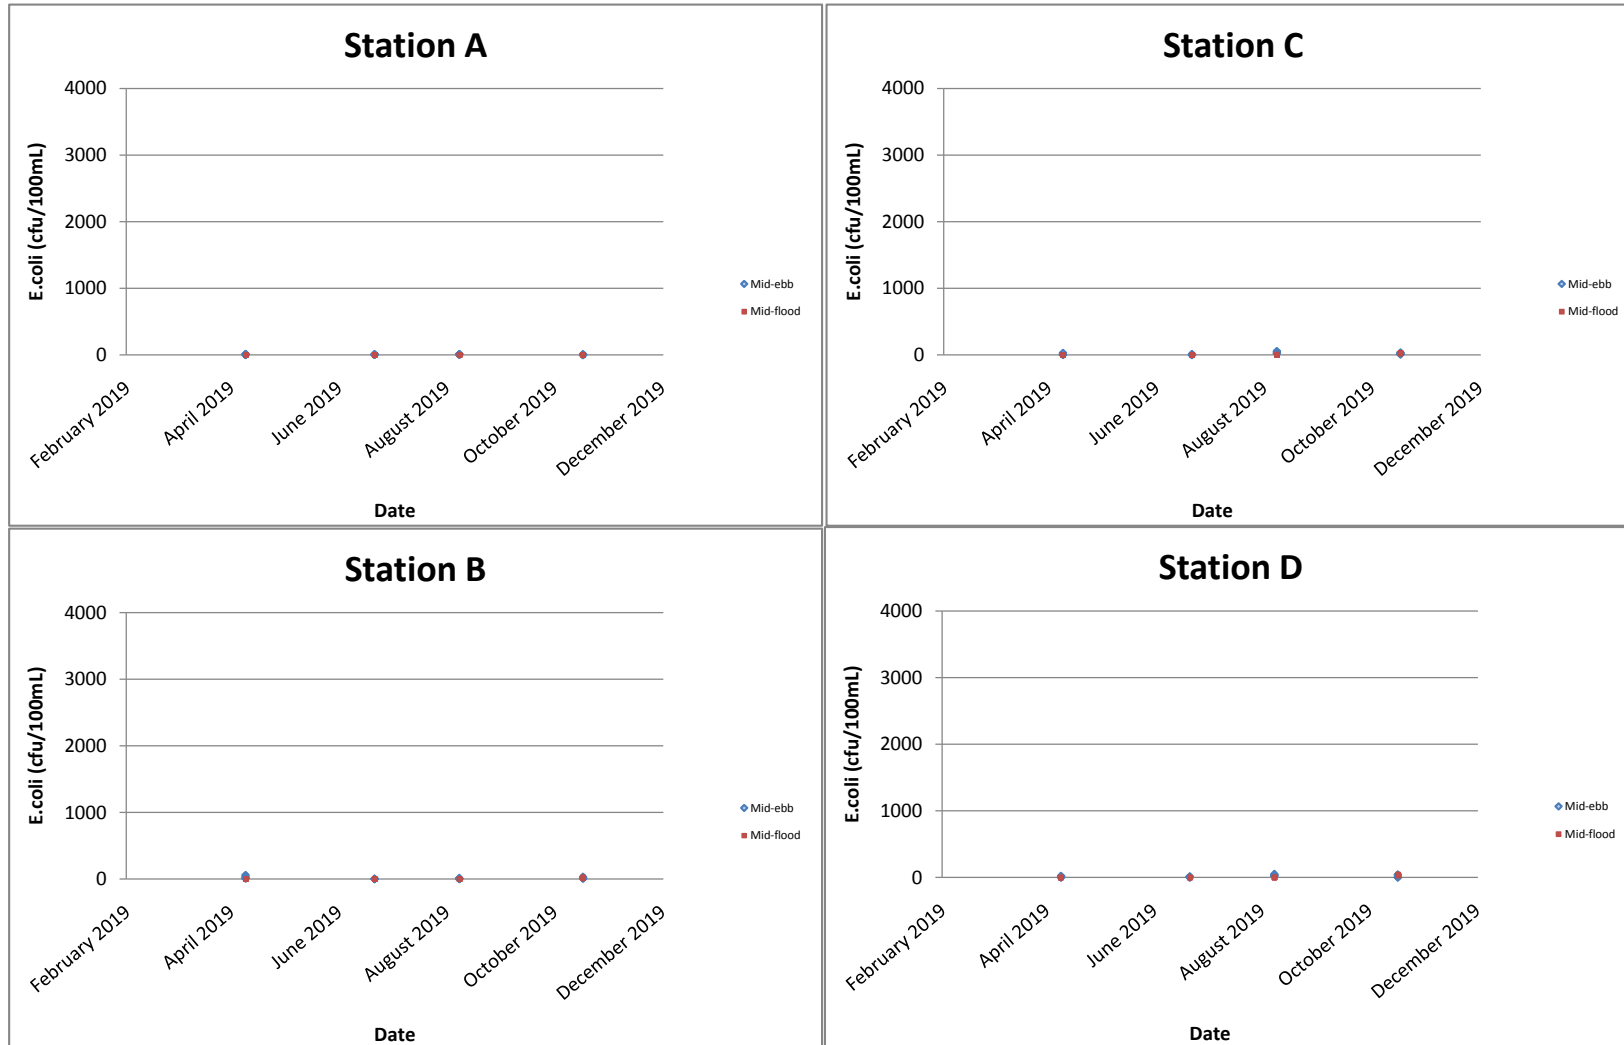 Station A
4000
3000
2000
1000
0
E.coli (cfu/100mL)
February 2019
April 2019
June 2019
August 2019
October 2019
December 2019
Date
Mid-ebb
Mid-flood
Station C
4000
3000
2000
1000
0
E.coli (cfu/100mL)
February 2019
April 2019
June 2019
August 2019
October 2019
December 2019
Date
Mid-ebb
Mid-flood
Station B
4000
3000
2000
1000
0
E.coli (cfu/100mL)
February 2019
April 2019
June 2019
August 2019
October 2019
December 2019
Date
Mid-ebb
Mid-flood
Station D
4000
3000
2000
1000
0
E.coli (cfu/100mL)
February 2019
April 2019
June 2019
August 2019
October 2019
December 2019
Date
Mid-ebb
Mid-flood